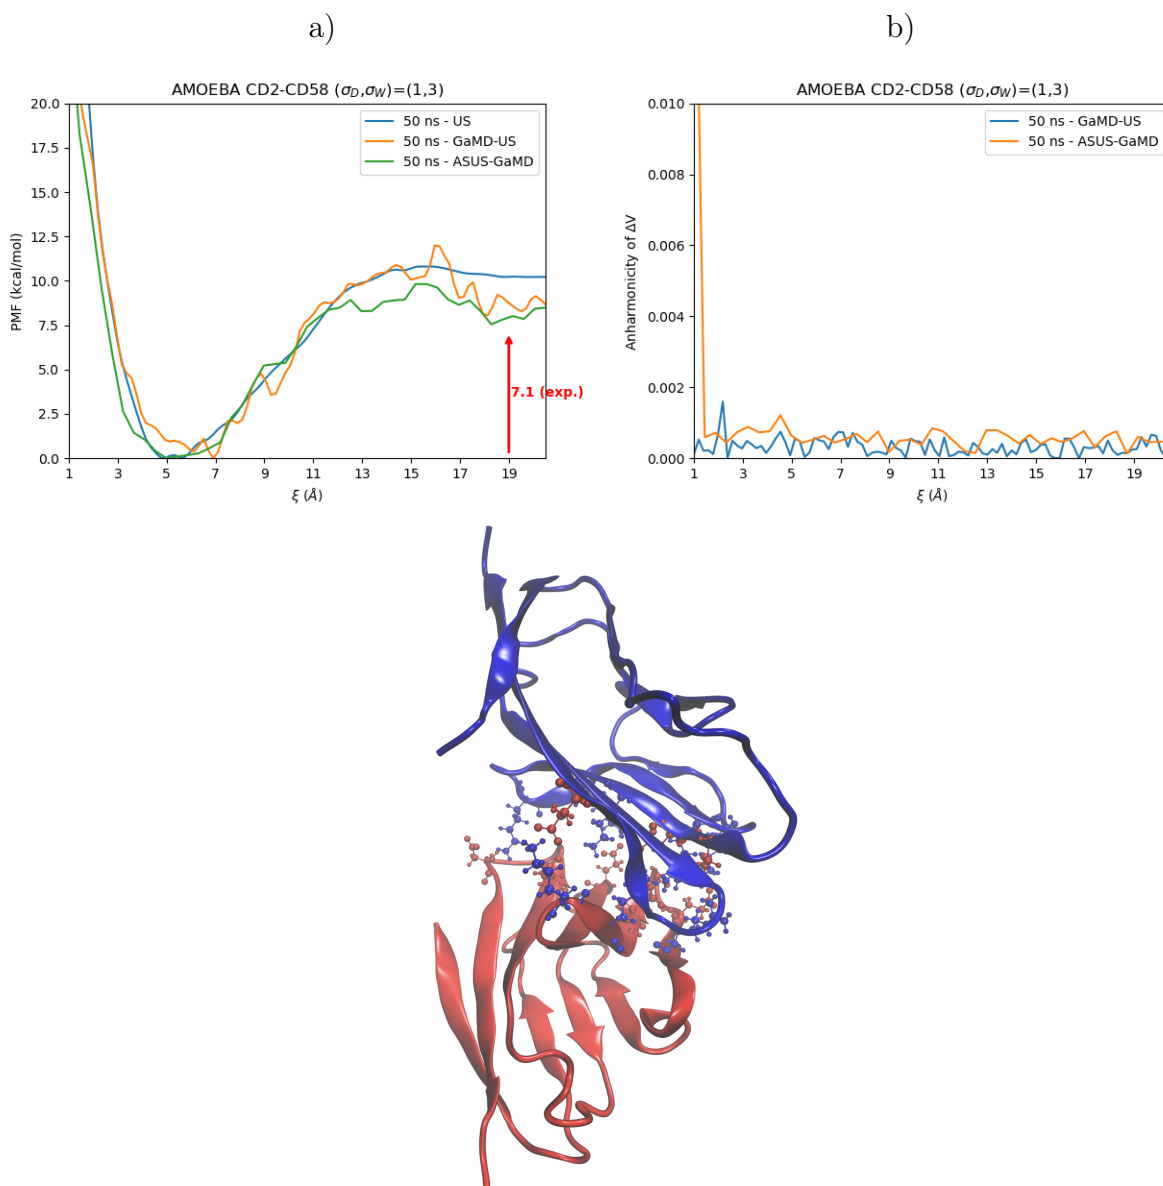 a)
b)
AMOEBA CD2-CD58 (σ_D,σ_W)=(1,3)
20.0
17.5
15.0
12.5
10.0
7.5
5.0
2.5
0.0
PMF (kcal/mol)
50 ns - US
50 ns - GaMD-US
50 ns - ASUS-GaMD
7.1 (exp.)
1 3 5 7 9 11 13 15 17 19
ξ (Å)
AMOEBA CD2-CD58 (σ_D,σ_W)=(1,3)
0.010
0.008
0.006
0.004
0.002
0.000
Anharmonicity of ΔV
50 ns - GaMD-US
50 ns - ASUS-GaMD
1 3 5 7 9 11 13 15 17 19
ξ (Å)